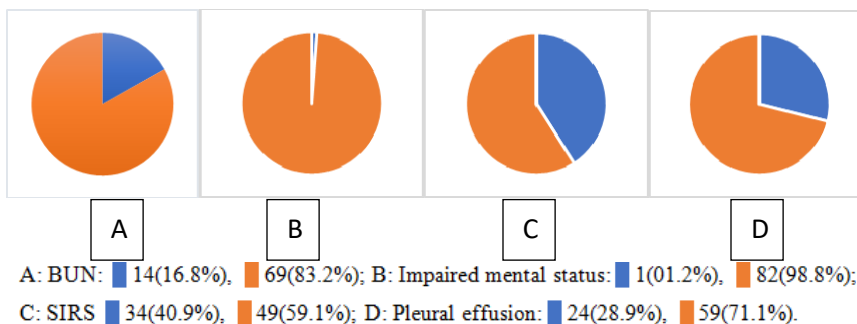 A B C D
A: BUN: 14(16.8%), 69(83.2%); B: Impaired mental status: 1(01.2%), 82(98.8%);
C: SIRS 34(40.9%), 49(59.1%); D: Pleural effusion: 24(28.9%), 59(71.1%).